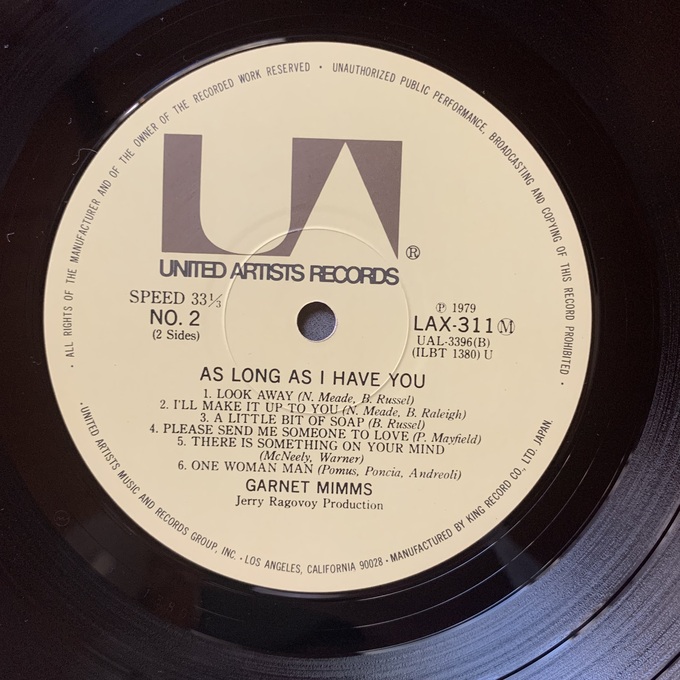 · ALL RIGHTS OF THE MANUFACTURER AND OF THE OWNER OF THE RECORDED WORK RESERVED · UNAUTHORIZED PUBLIC PERFORMANCE, BROADCASTING AND COPYING OF THIS RECORD PROHIBITED ·
UA®
UNITED ARTISTS RECORDS
SPEED 33⅓
NO. 2
(2 Sides)
℗ 1979
LAX-311Ⓜ
UAL-3396(B)
(ILBT 1380) U
AS LONG AS I HAVE YOU
1. LOOK AWAY (N. Meade, B. Russel)
2. I'LL MAKE IT UP TO YOU (N. Meade, B. Raleigh)
3. A LITTLE BIT OF SOAP (B. Russel)
4. PLEASE SEND ME SOMEONE TO LOVE (P. Mayfield)
5. THERE IS SOMETHING ON YOUR MIND
(McNeely, Warner)
6. ONE WOMAN MAN (Pomus, Poncia, Andreoli)
GARNET MIMMS
Jerry Ragovoy Production
· UNITED ARTISTS MUSIC AND RECORDS GROUP, INC. · LOS ANGELES, CALIFORNIA 90028 · MANUFACTURED BY KING RECORD CO., LTD. JAPAN.